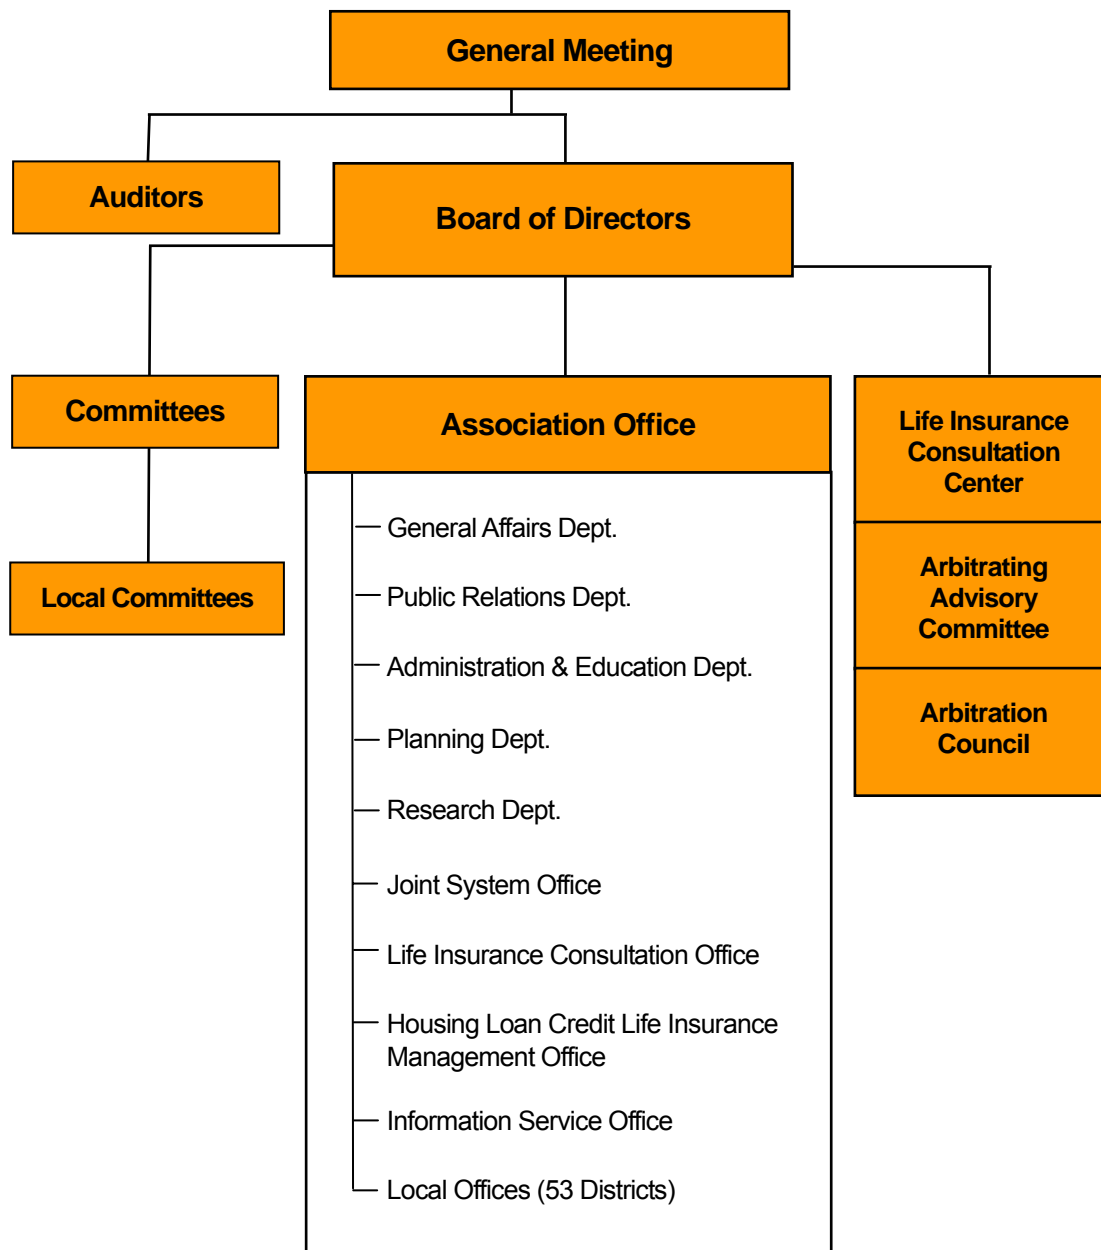 General Meeting
Auditors
Board of Directors
Committees
Local Committees
Association Office
General Affairs Dept.
Public Relations Dept.
Administration & Education Dept.
Planning Dept.
Research Dept.
Joint System Office
Life Insurance Consultation Office
Housing Loan Credit Life Insurance
Management Office
Information Service Office
Local Offices (53 Districts)
Life Insurance
Consultation
Center
Arbitrating
Advisory
Committee
Arbitration
Council